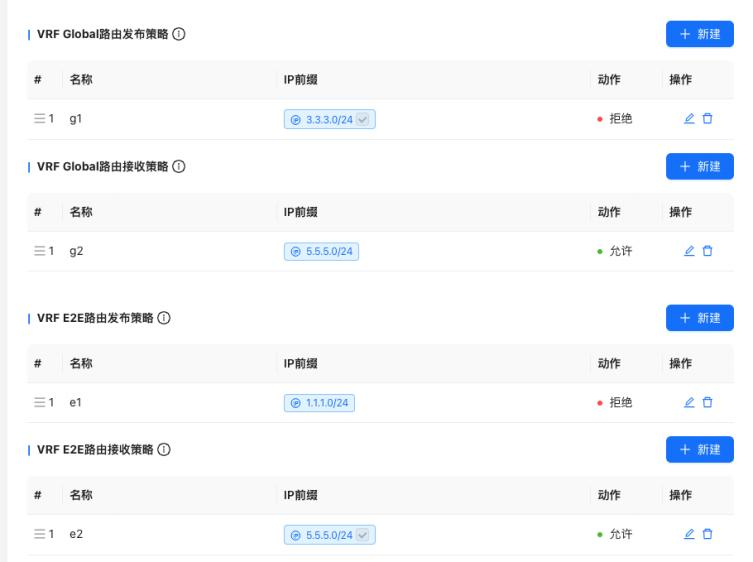 VRF Global路由发布策略
+ 新建
# 名称 IP前缀 动作 操作
1 g1 3.3.3.0/24 拒绝
VRF Global路由接收策略
+ 新建
# 名称 IP前缀 动作 操作
1 g2 5.5.5.0/24 允许
VRF E2E路由发布策略
+ 新建
# 名称 IP前缀 动作 操作
1 e1 1.1.1.0/24 拒绝
VRF E2E路由接收策略
+ 新建
# 名称 IP前缀 动作 操作
1 e2 5.5.5.0/24 允许